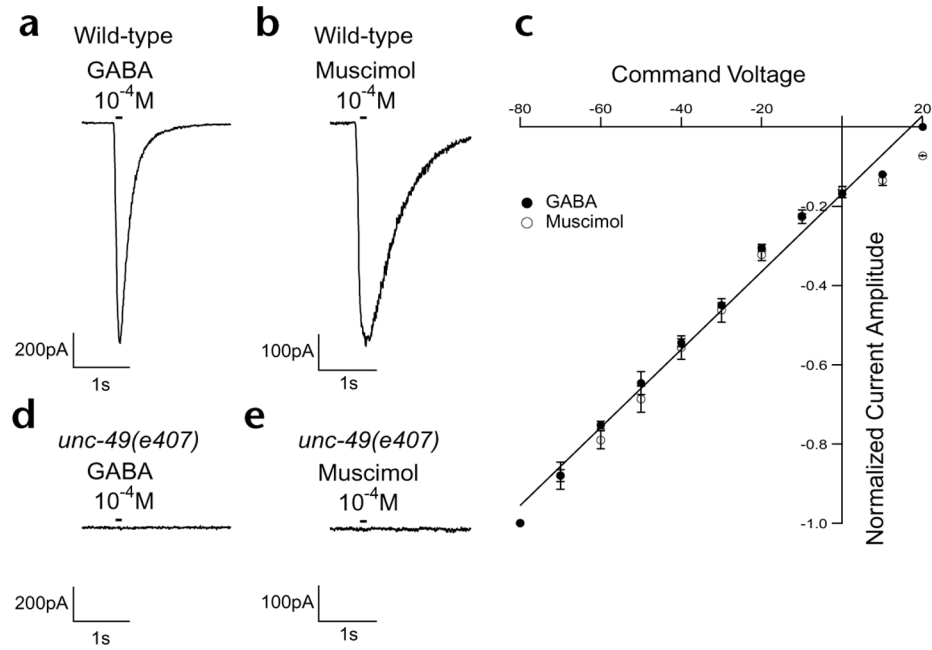 a
Wild-type
GABA
10⁻⁴M
200pA
1s
b
Wild-type
Muscimol
10⁻⁴M
100pA
1s
c
Command Voltage
-80 -60 -40 -20 20
GABA
Muscimol
-0.2
-0.4
-0.6
-0.8
-1.0
Normalized Current Amplitude
d
unc-49(e407)
GABA
10⁻⁴M
200pA
1s
e
unc-49(e407)
Muscimol
10⁻⁴M
100pA
1s